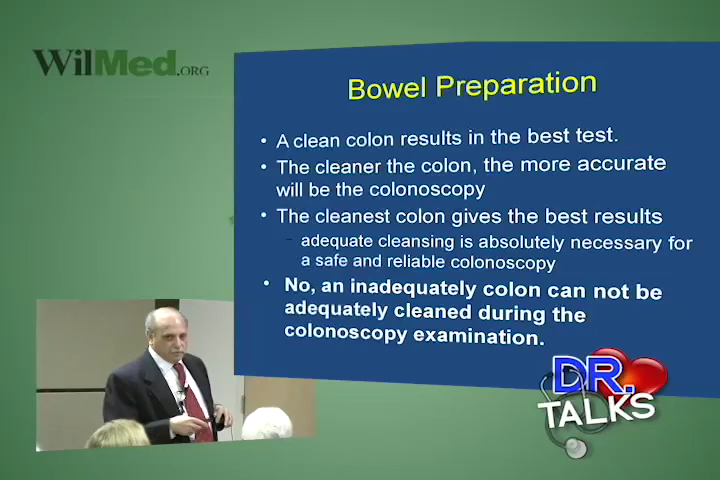 WilMed.ORG
Bowel Preparation
• A clean colon results in the best test.
• The cleaner the colon, the more accurate
will be the colonoscopy
• The cleanest colon gives the best results
– adequate cleansing is absolutely necessary for
a safe and reliable colonoscopy
• No, an inadequately colon can not be
adequately cleaned during the
colonoscopy examination.
DR.
TALKS